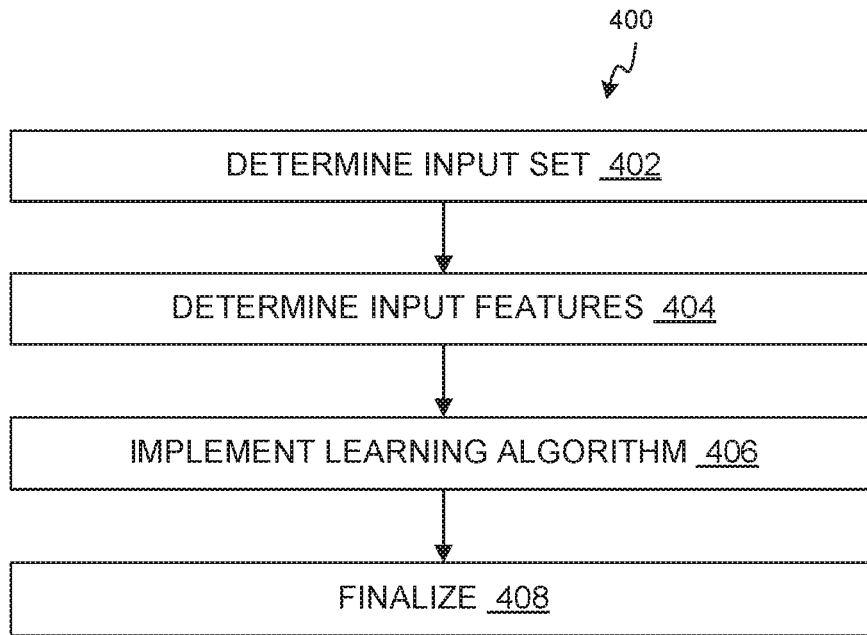 400
DETERMINE INPUT SET 402
DETERMINE INPUT FEATURES 404
IMPLEMENT LEARNING ALGORITHM 406
FINALIZE 408